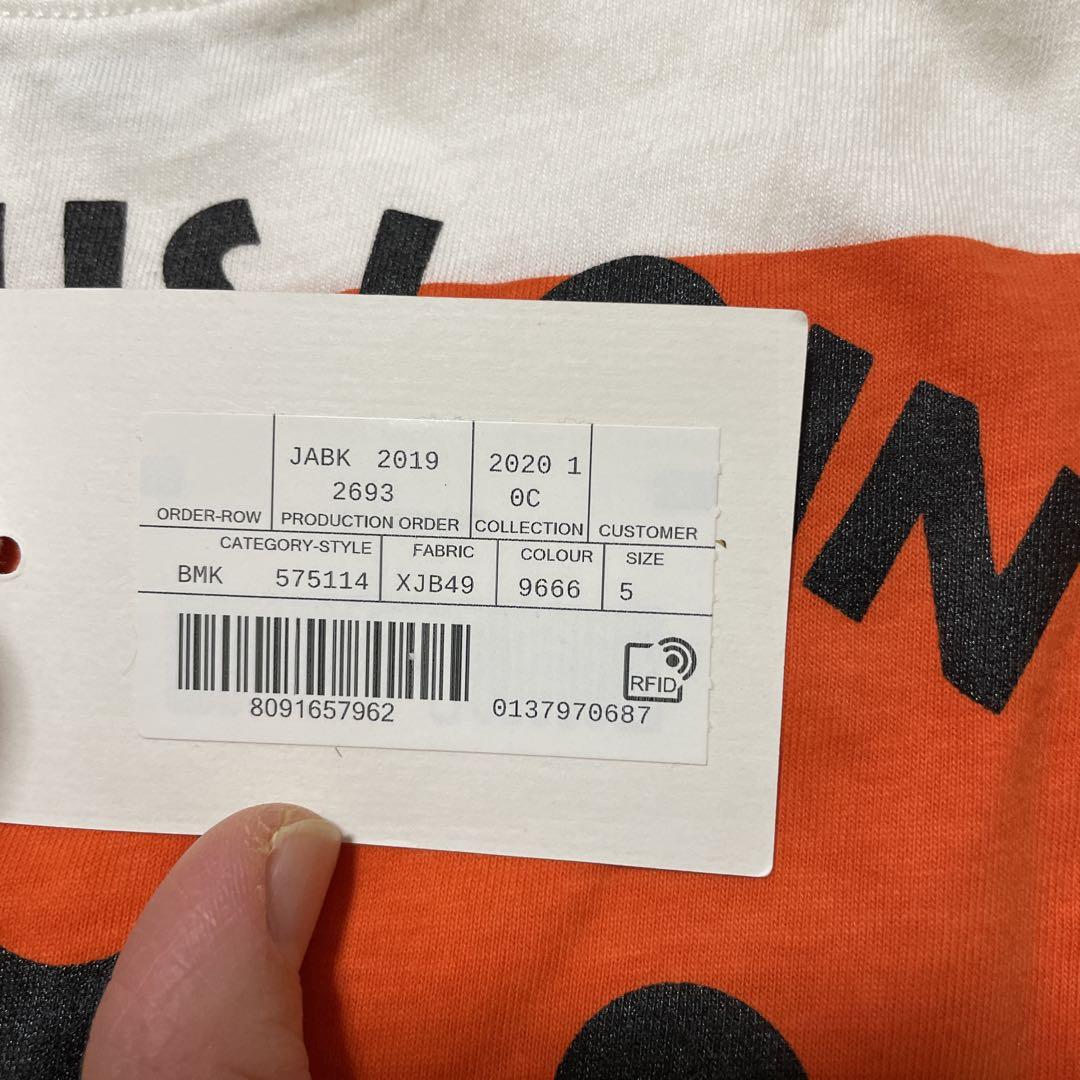 JABK 2019 2020 1
2693 0C
ORDER-ROW PRODUCTION ORDER COLLECTION CUSTOMER
CATEGORY-STYLE FABRIC COLOUR SIZE
BMK 575114 XJB49 9666 5
RFID
8091657962 0137970687